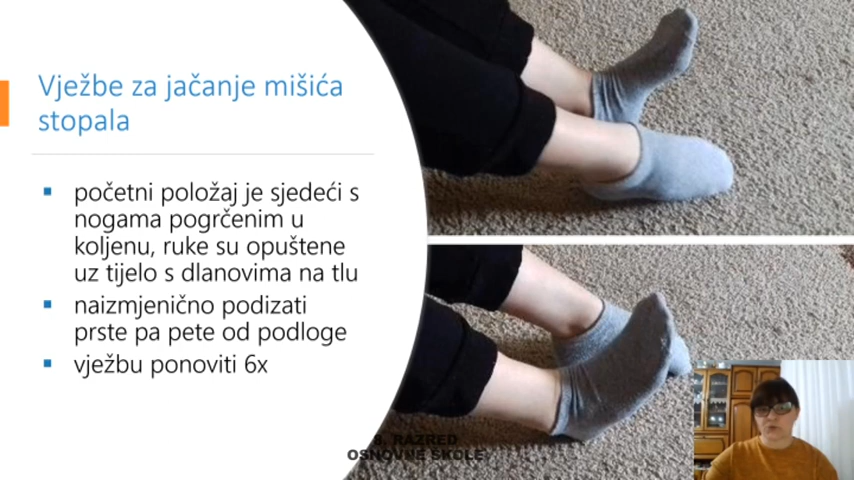 Vježbe za jačanje mišića
stopala
početni položaj je sjedeći s
nogama pogrčenim u
koljenu, ruke su opuštene
uz tijelo s dlanovima na tlu
naizmjenično podizati
prste pa pete od podloge
vježbu ponoviti 6x
8. RAZRED
OSNOVNE ŠKOLE